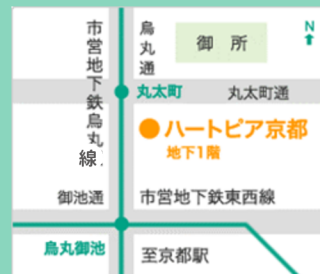 市営地下鉄烏丸線
烏丸通
御所
N
丸太町
丸太町通
ハートピア京都
地下1階
御池通
市営地下鉄東西線
烏丸御池
至京都駅